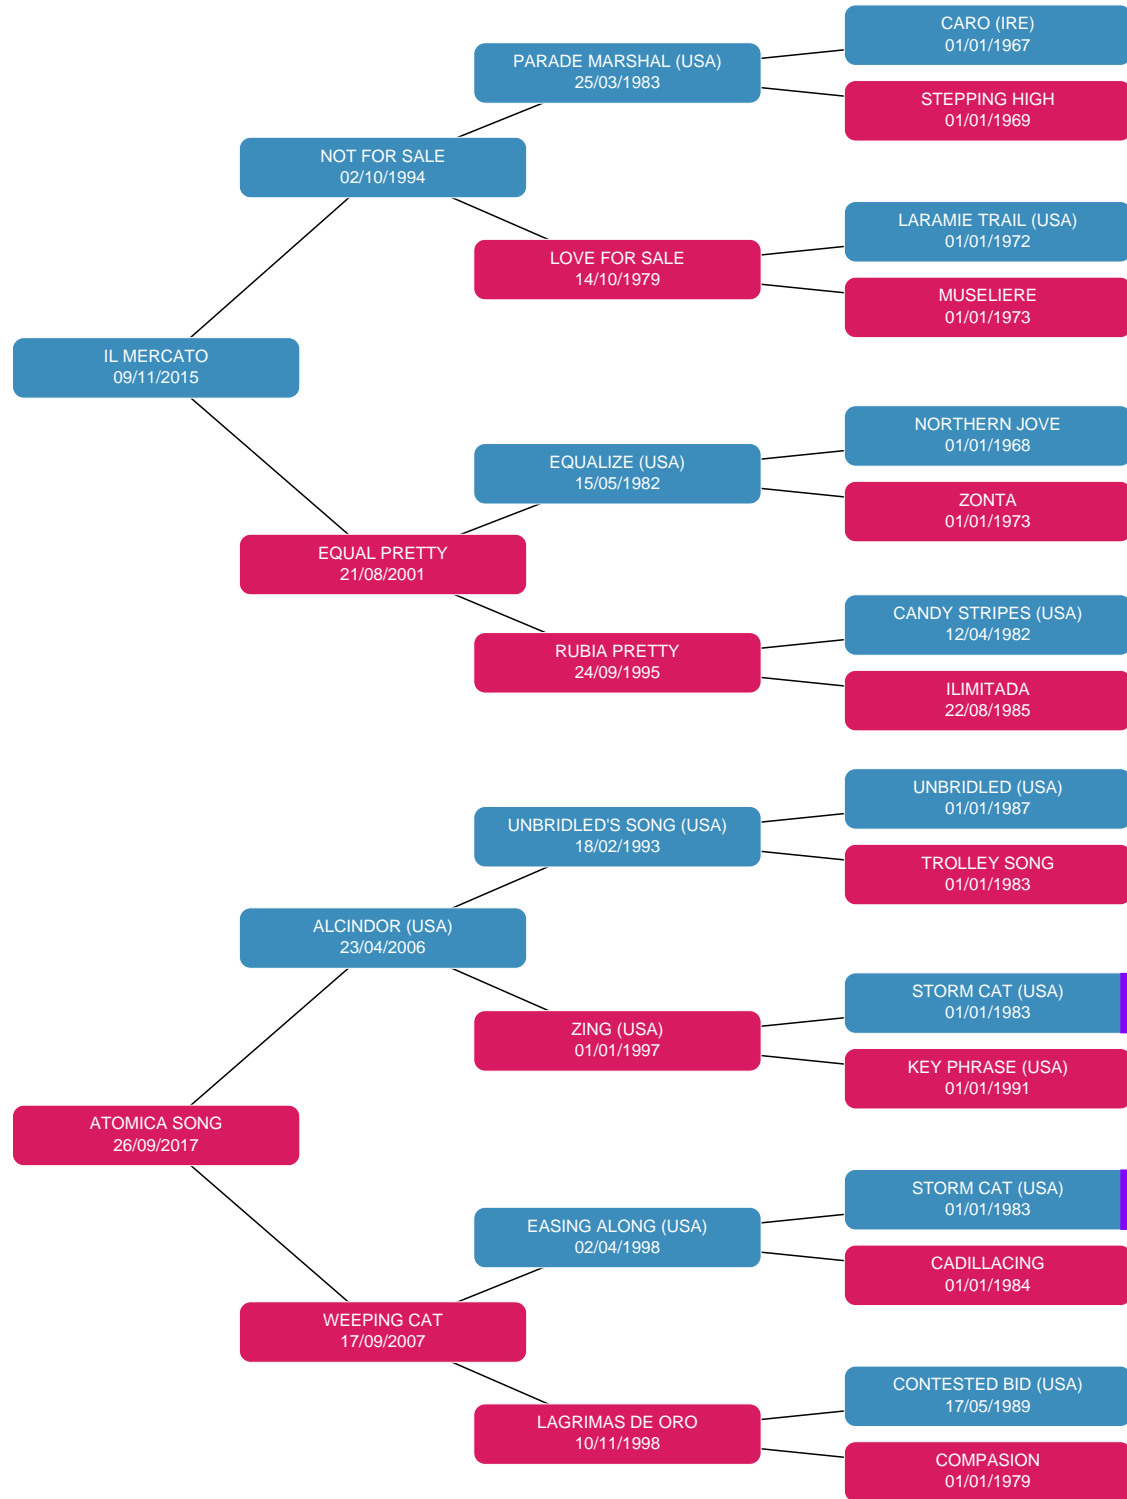 CARO (IRE)
01/01/1967
PARADE MARSHAL (USA)
25/03/1983
STEPPING HIGH
01/01/1969
NOT FOR SALE
02/10/1994
LARAMIE TRAIL (USA)
01/01/1972
LOVE FOR SALE
14/10/1979
MUSELIERE
01/01/1973
IL MERCATO
09/11/2015
NORTHERN JOVE
01/01/1968
EQUALIZE (USA)
15/05/1982
ZONTA
01/01/1973
EQUAL PRETTY
21/08/2001
CANDY STRIPES (USA)
12/04/1982
RUBIA PRETTY
24/09/1995
ILIMITADA
22/08/1985
UNBRIDLED (USA)
01/01/1987
UNBRIDLED'S SONG (USA)
18/02/1993
TROLLEY SONG
01/01/1983
ALCINDOR (USA)
23/04/2006
STORM CAT (USA)
01/01/1983
ZING (USA)
01/01/1997
KEY PHRASE (USA)
01/01/1991
ATOMICA SONG
26/09/2017
STORM CAT (USA)
01/01/1983
EASING ALONG (USA)
02/04/1998
CADILLACING
01/01/1984
WEEPING CAT
17/09/2007
CONTESTED BID (USA)
17/05/1989
LAGRIMAS DE ORO
10/11/1998
COMPASION
01/01/1979